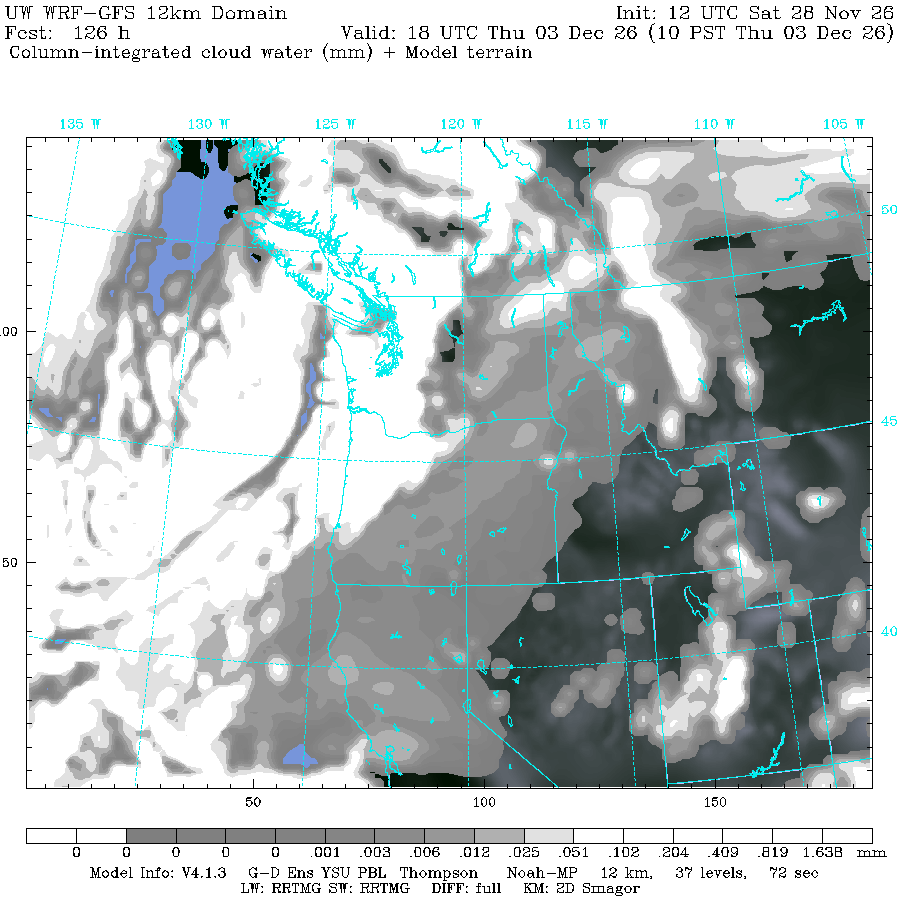 UW WRF-GFS 12km Domain Init: 12 UTC Sat 28 Nov 26
Fcst: 126 h Valid: 18 UTC Thu 03 Dec 26 (10 PST Thu 03 Dec 26)
Column-integrated cloud water (mm) + Model terrain
135 W 130 W 125 W 120 W 115 W 110 W 105 W
50
00
45
50
40
50 100 150
0 0 0 0 .001 .003 .006 .012 .025 .051 .102 .204 .409 .819 1.638 mm
Model Info: V4.1.3 G-D Ens YSU PBL Thompson Noah-MP 12 km, 37 levels, 72 sec
LW: RRTMG SW: RRTMG DIFF: full KM: 2D Smagor